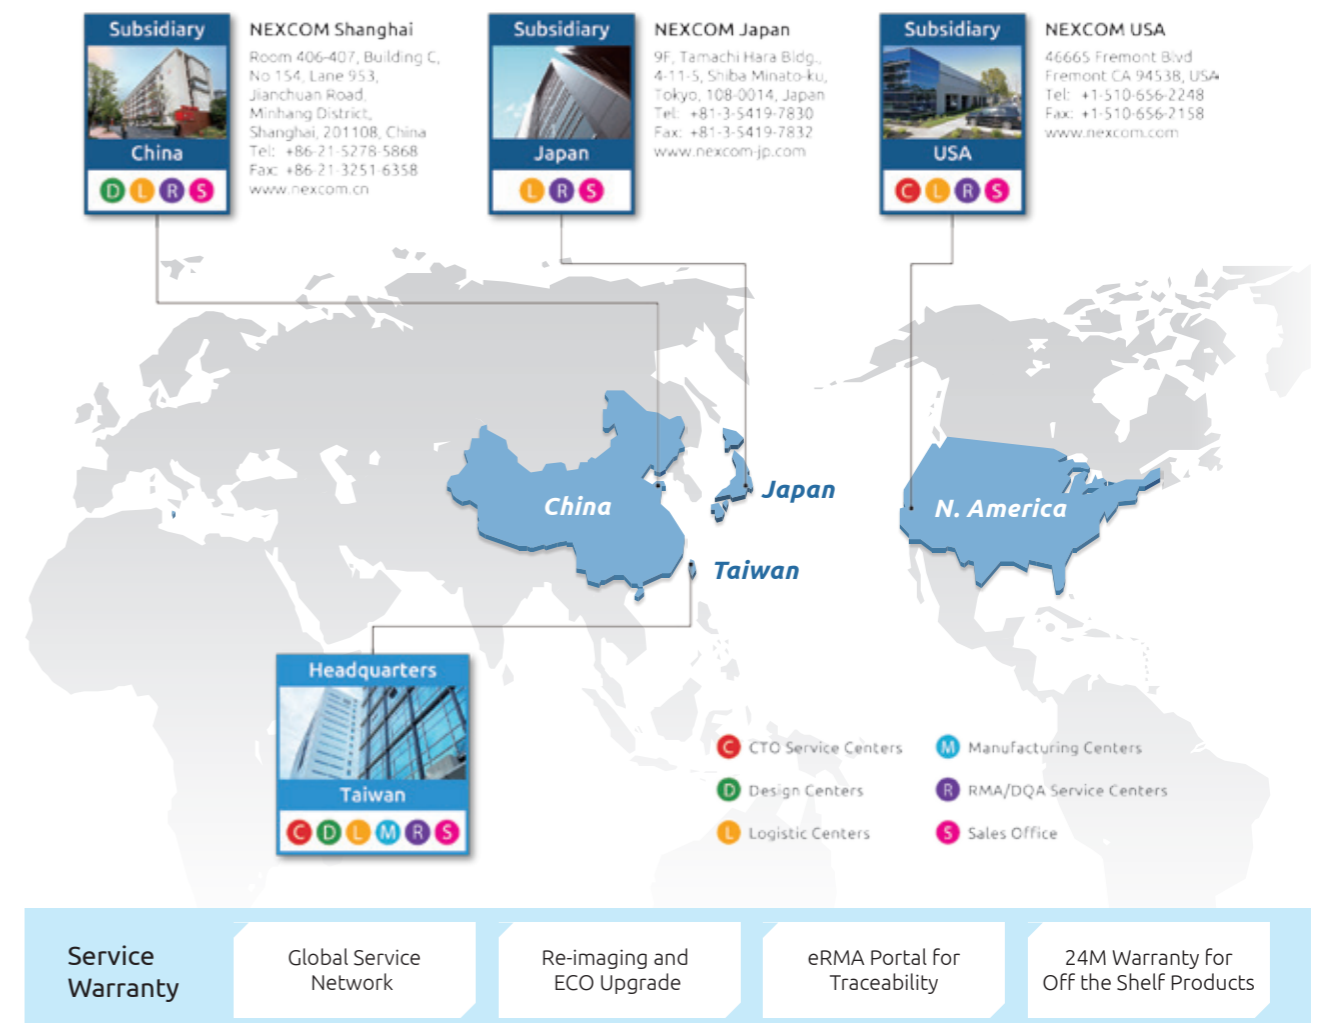 Subsidiary
China
D L R S
NEXCOM Shanghai
Room 406-407, Building C,
No 154, Lane 953,
Jianchuan Road,
Minhang District,
Shanghai, 201108, China
Tel: +86-21-5278-5868
Fax: +86-21-3251-6358
www.nexcom.cn
Subsidiary
Japan
L R S
NEXCOM Japan
9F, Tamachi Hara Bldg.,
4-11-5, Shiba Minato-ku,
Tokyo, 108-0014, Japan
Tel: +81-3-5419-7830
Fax: +81-3-5419-7832
www.nexcom-jp.com
Subsidiary
USA
C L R S
NEXCOM USA
46665 Fremont Blvd
Fremont CA 94538, USA
Tel: +1-510-656-2248
Fax: +1-510-656-2158
www.nexcom.com
China
Japan
Taiwan
N. America
Headquarters
Taiwan
C D L M R S
C CTO Service Centers
D Design Centers
L Logistic Centers
M Manufacturing Centers
R RMA/DQA Service Centers
S Sales Office
Service
Warranty
Global Service
Network
Re-imaging and
ECO Upgrade
eRMA Portal for
Traceability
24M Warranty for
Off the Shelf Products